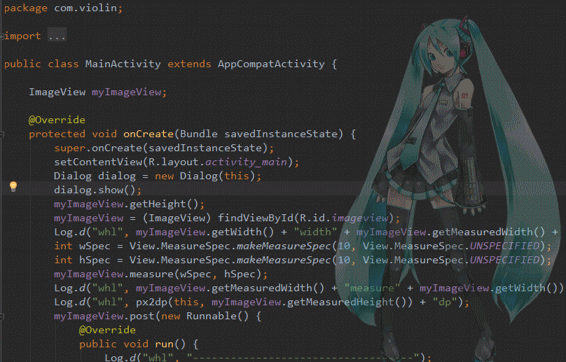 package com.violin;
import ...
public class MainActivity extends AppCompatActivity {
ImageView myImageView;
@Override
protected void onCreate(Bundle savedInstanceState) {
super.onCreate(savedInstanceState);
setContentView(R.layout.activity_main);
Dialog dialog = new Dialog(this);
dialog.show();
myImageView.getHeight();
myImageView = (ImageView) findViewById(R.id.imageview);
Log.d("whl", myImageView.getWidth() + "width" + myImageView.getMeasuredWidth() +
int wSpec = View.MeasureSpec.makeMeasureSpec(10, View.MeasureSpec.UNSPECIFIED);
int hSpec = View.MeasureSpec.makeMeasureSpec(10, View.MeasureSpec.UNSPECIFIED);
myImageView.measure(wSpec, hSpec);
Log.d("whl", myImageView.getMeasuredWidth() + "measure" + myImageView.getWidth())
Log.d("whl", px2dp(this, myImageView.getMeasuredHeight()) + "dp");
myImageView.post(new Runnable() {
@Override
public void run() {
Log.d("whl", "----------------------------------");